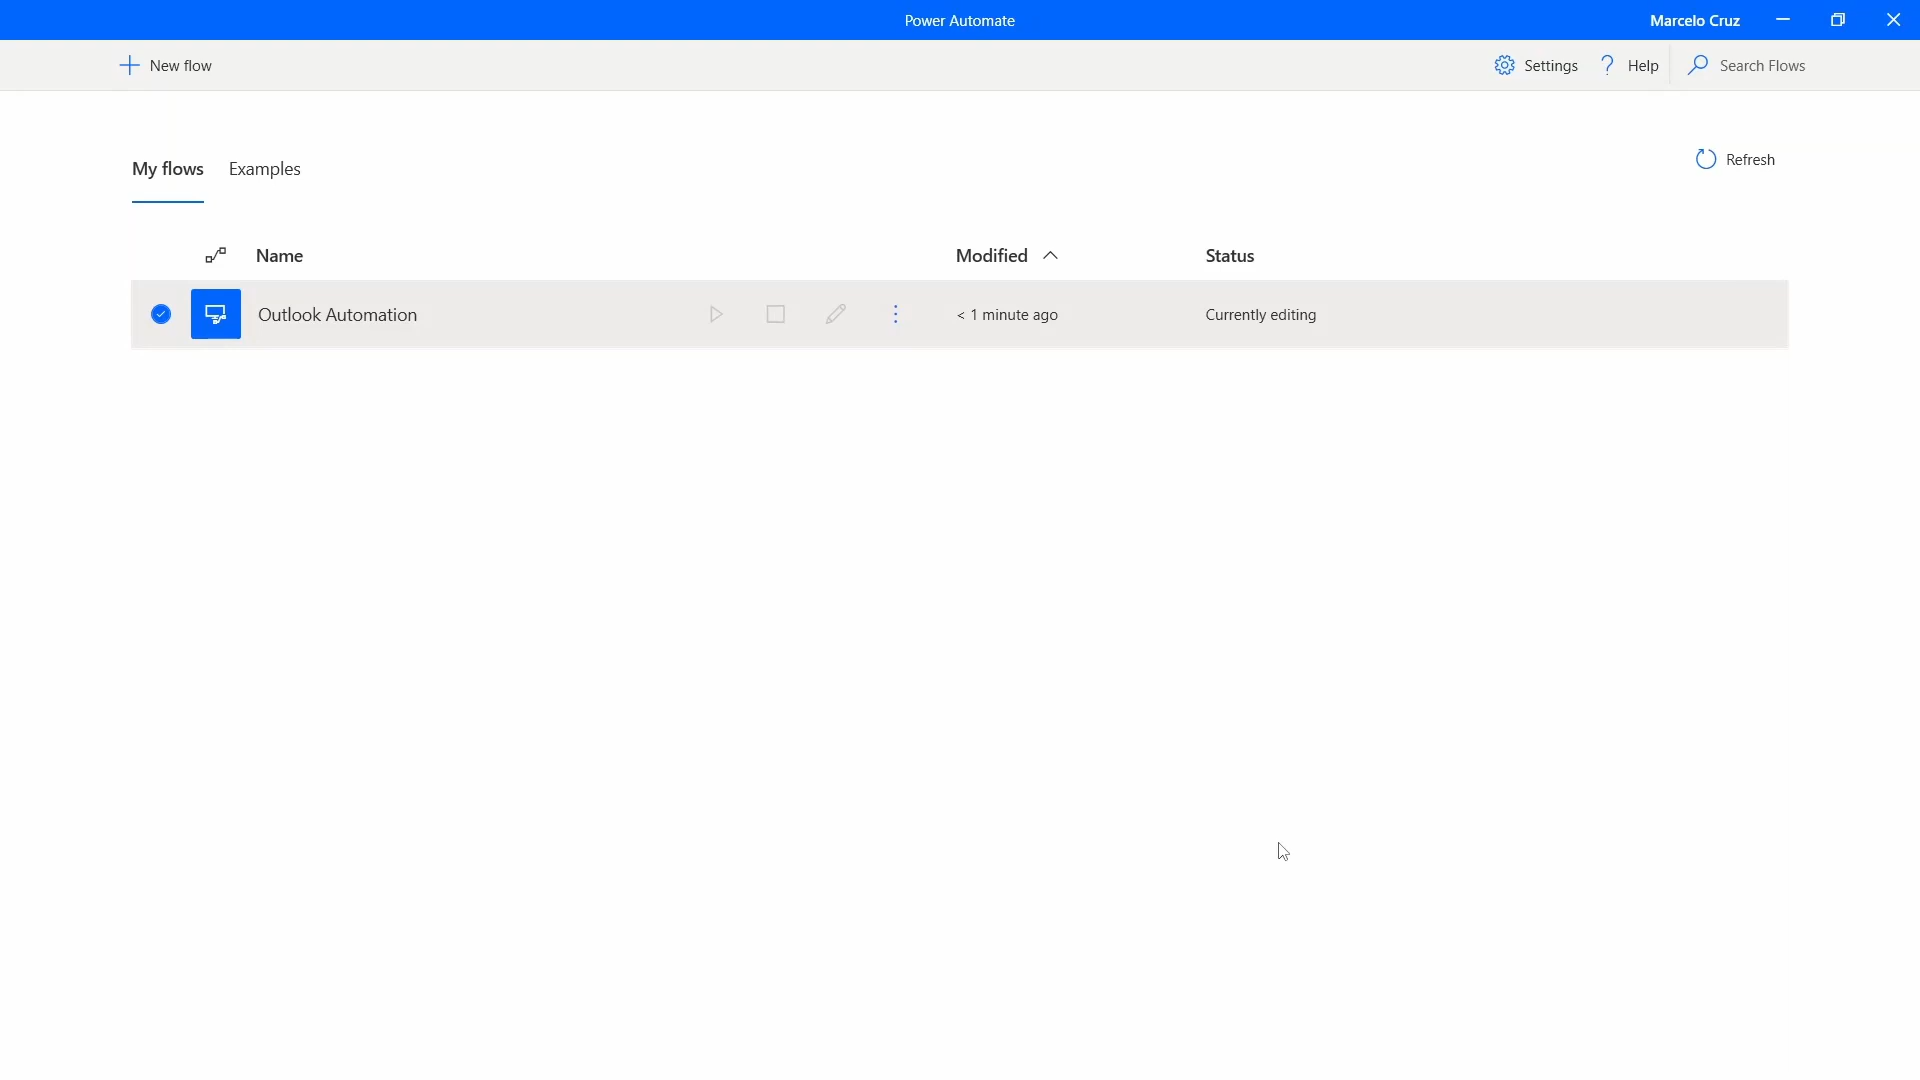 Power Automate
Marcelo Cruz
New flow
Settings
Help
Search Flows
My flows
Examples
Refresh
Name
Modified
Status
Outlook Automation
< 1 minute ago
Currently editing